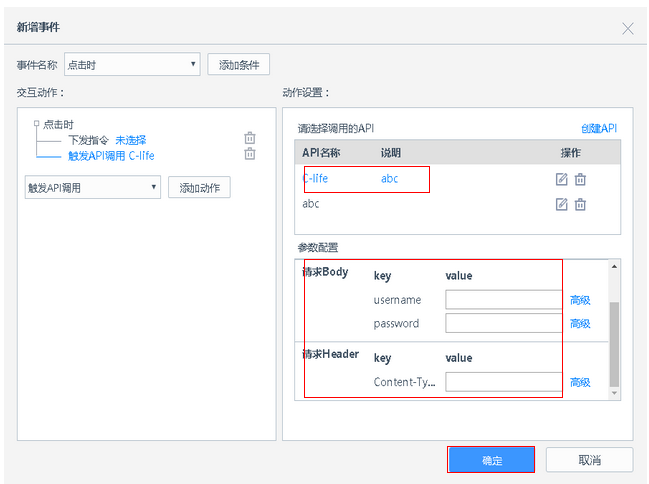 新增事件
事件名称 点击时 添加条件
交互动作： 动作设置：
点击时
下发指令 未选择
触发API调用 C-life
触发API调用 添加动作
请选择调用的API 创建API
API名称 说明 操作
C-life abc
abc
参数配置
请求Body key value
username 高级
password 高级
请求Header key value
Content-Ty... 高级
确定 取消